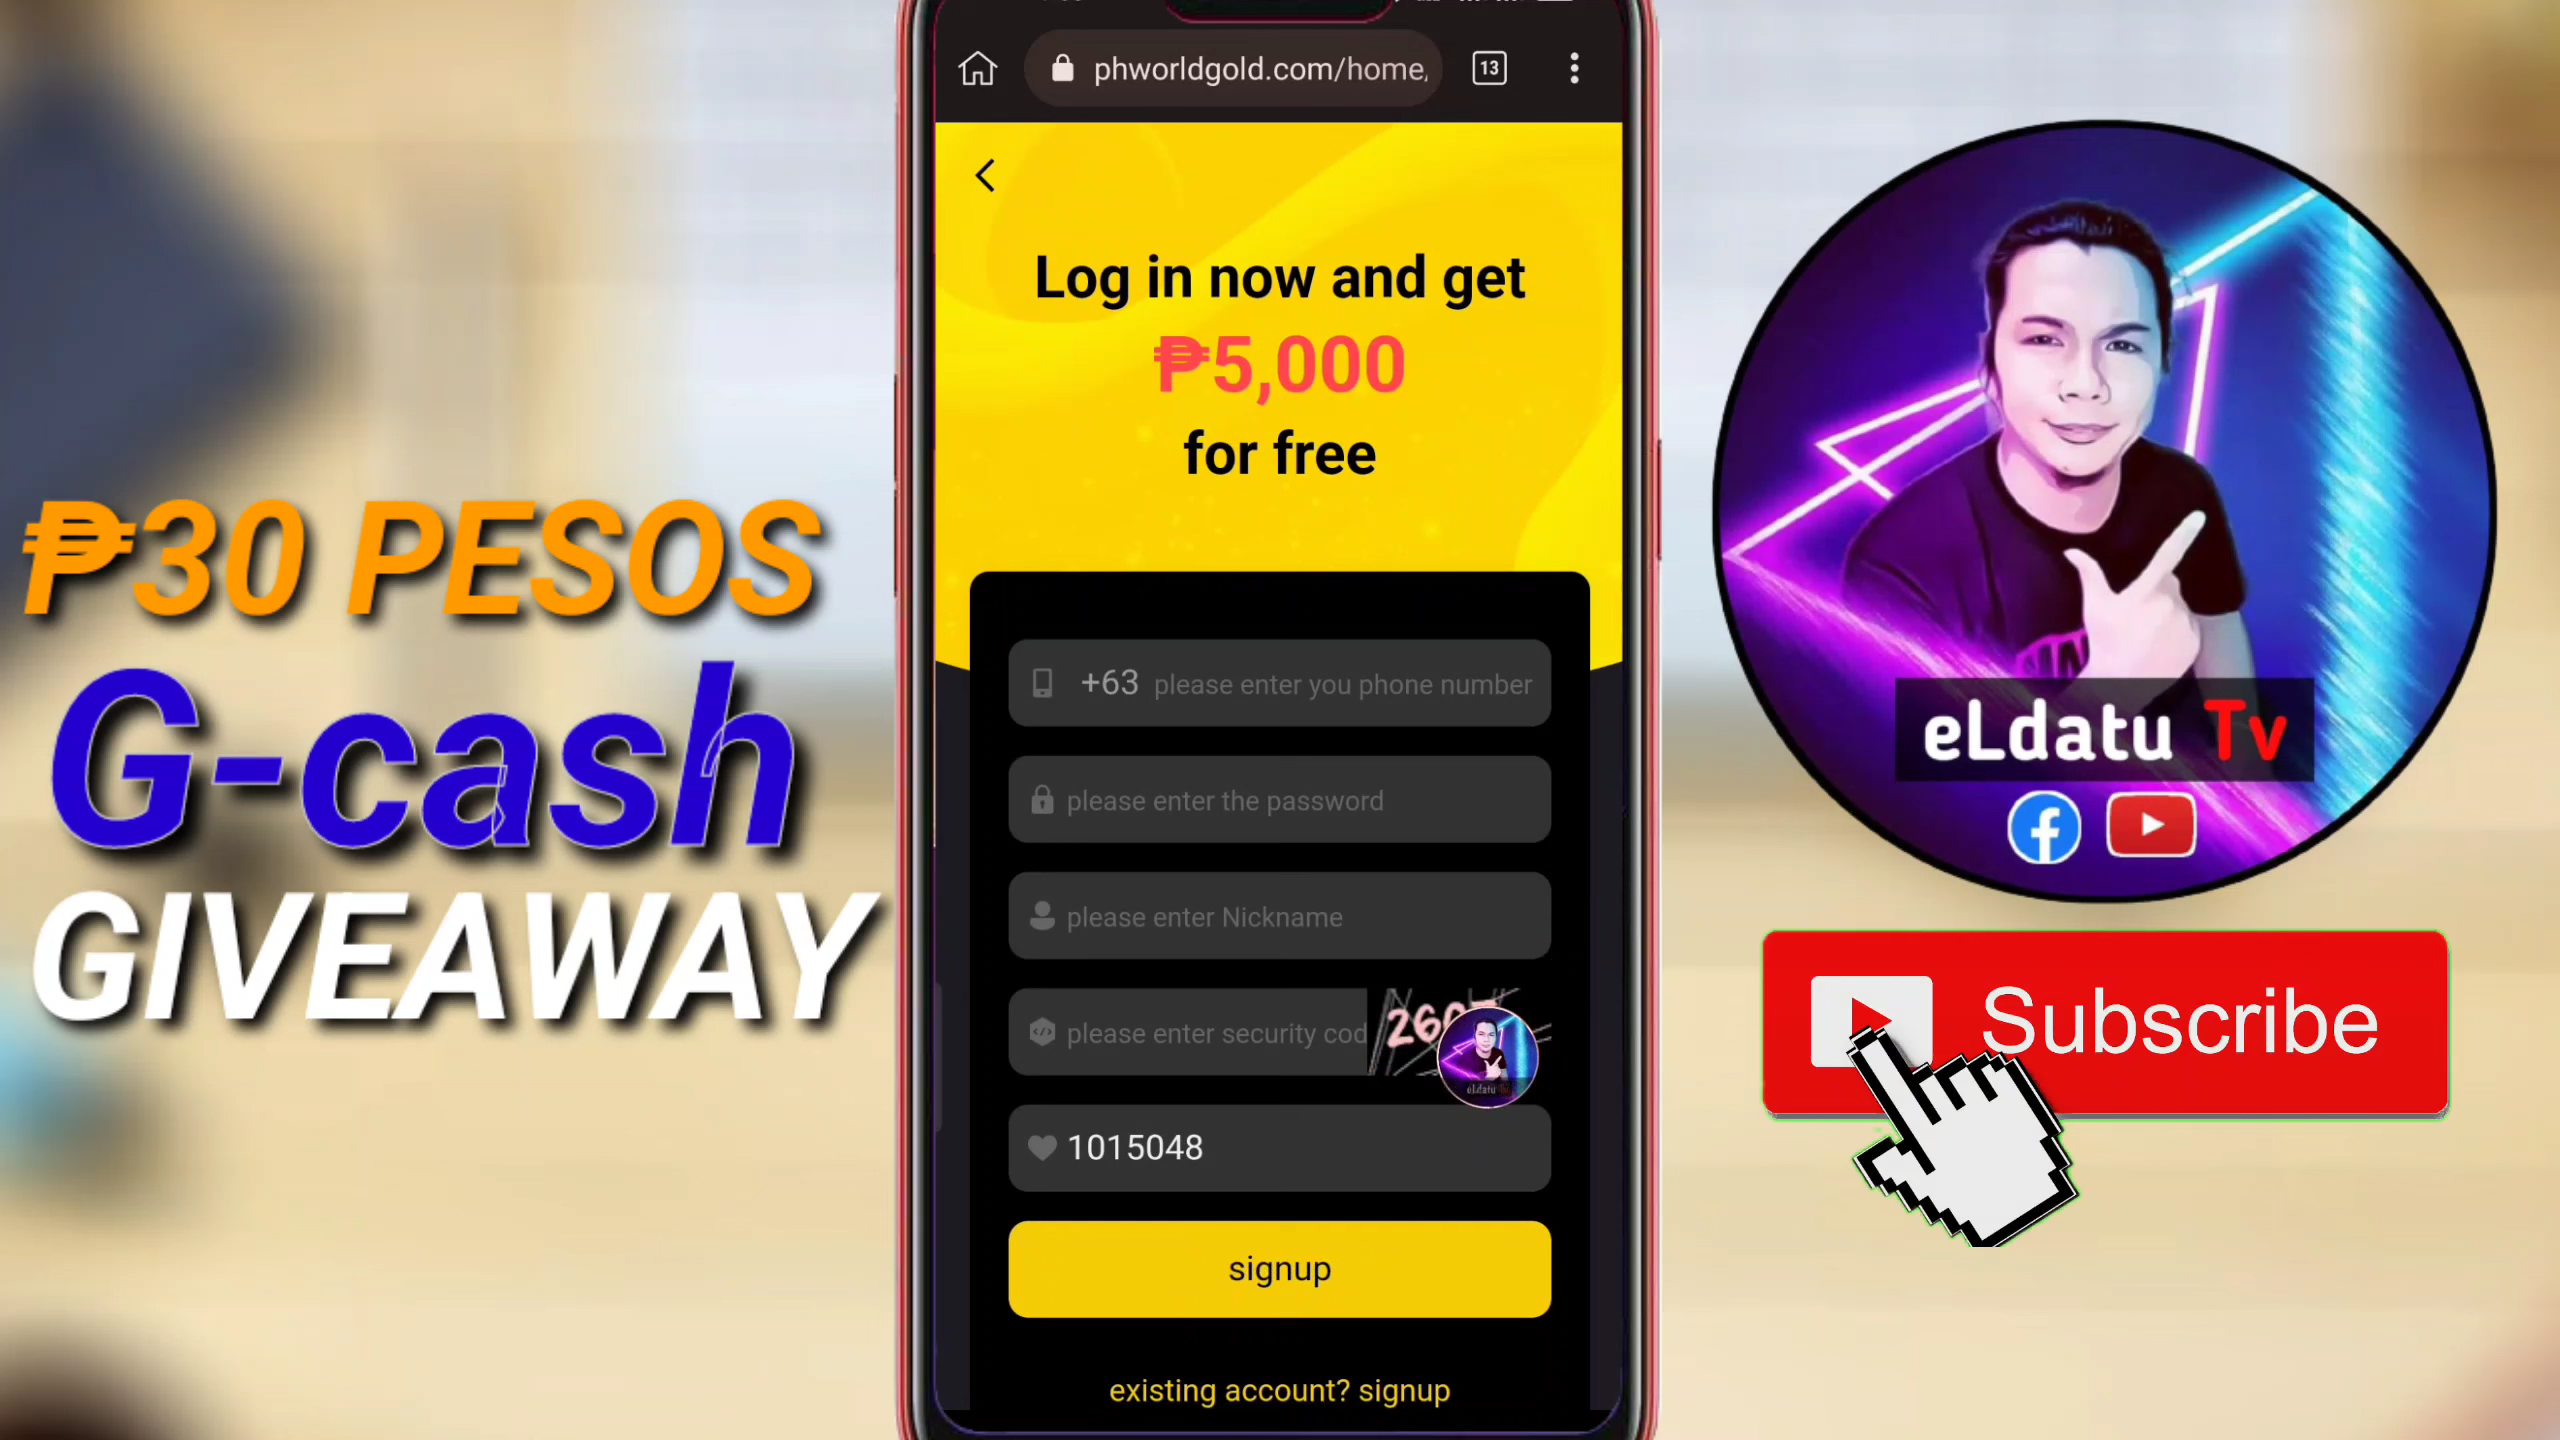 ₱30 PESOS
G-cash
GIVEAWAY
phworldgold.com/home
13
Log in now and get
₱5,000
for free
+63 please enter you phone number
please enter the password
please enter Nickname
please enter security cod
1015048
signup
existing account? signup
eLdatu Tv
Subscribe